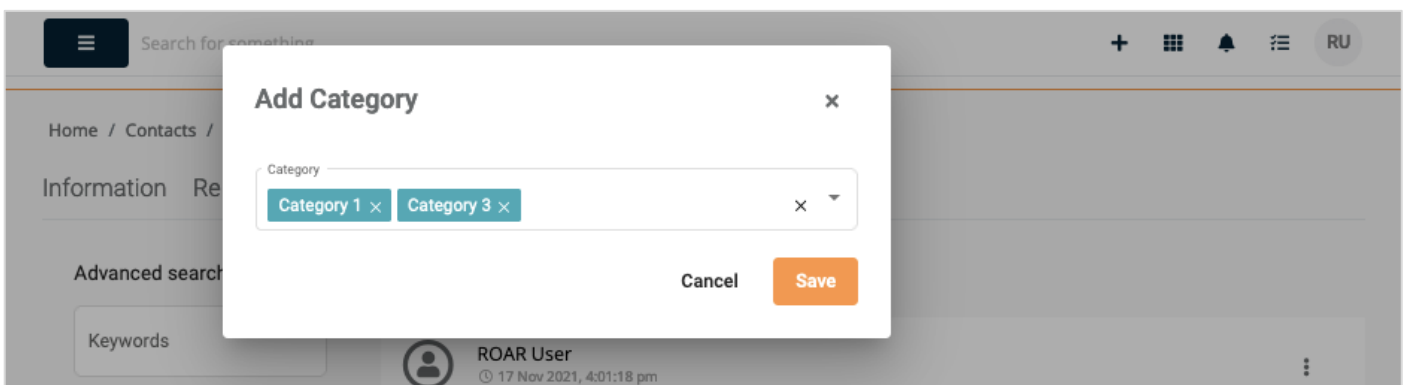 Search for something
RU
Add Category
Home / Contacts /
Category
Information Re
Category 1 × Category 3 ×
Advanced search
Cancel Save
Keywords
ROAR User
17 Nov 2021, 4:01:18 pm